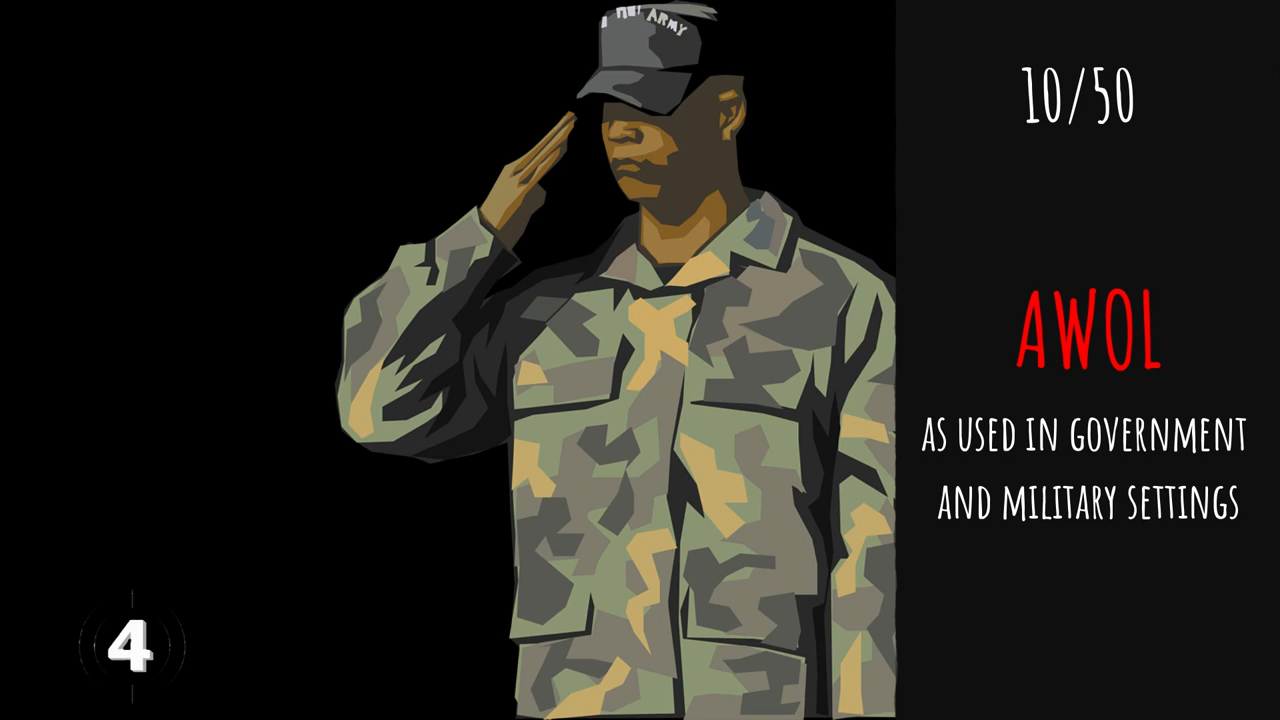 ARMY
10/50
AWOL
AS USED IN GOVERNMENT
AND MILITARY SETTINGS
4